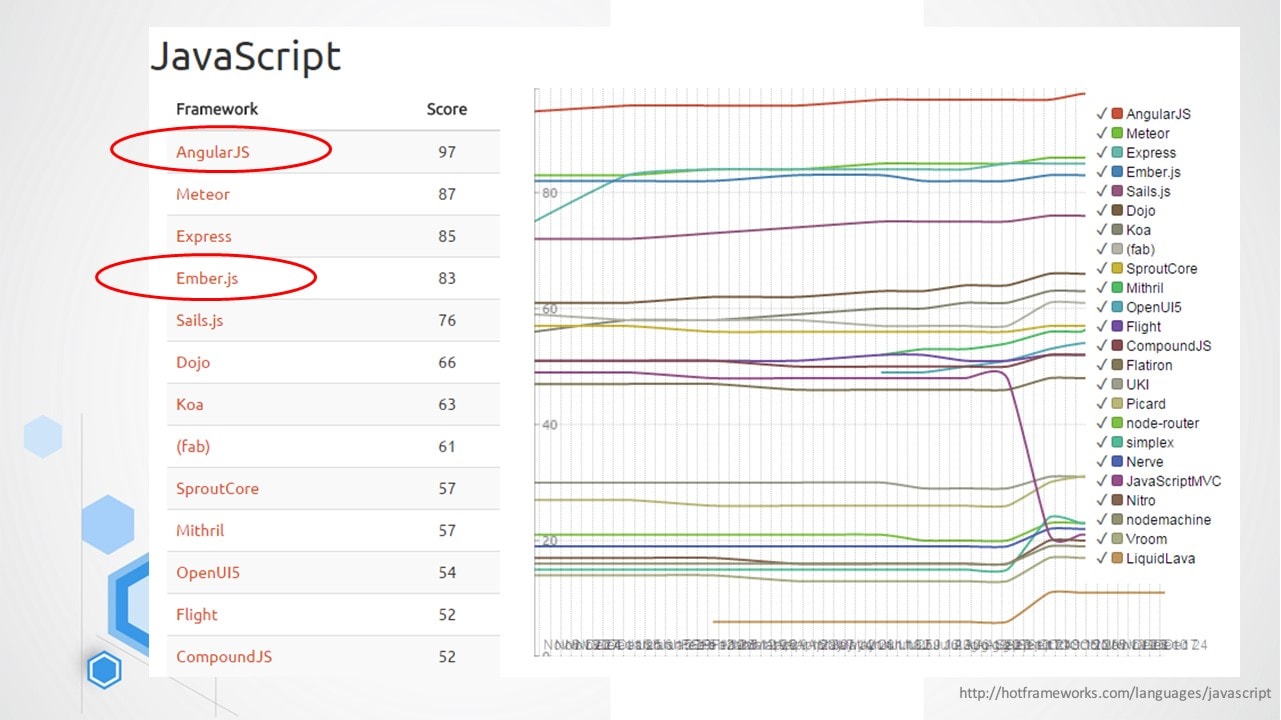 JavaScript
Framework Score
AngularJS 97
Meteor 87
Express 85
Ember.js 83
Sails.js 76
Dojo 66
Koa 63
(fab) 61
SproutCore 57
Mithril 57
OpenUI5 54
Flight 52
CompoundJS 52
80
60
40
20
0
✓ AngularJS
✓ Meteor
✓ Express
✓ Ember.js
✓ Sails.js
✓ Dojo
✓ Koa
✓ (fab)
✓ SproutCore
✓ Mithril
✓ OpenUI5
✓ Flight
✓ CompoundJS
✓ Flatiron
✓ UKI
✓ Picard
✓ node-router
✓ simplex
✓ Nerve
✓ JavaScriptMVC
✓ Nitro
✓ nodemachine
✓ Vroom
✓ LiquidLava
http://hotframeworks.com/languages/javascript